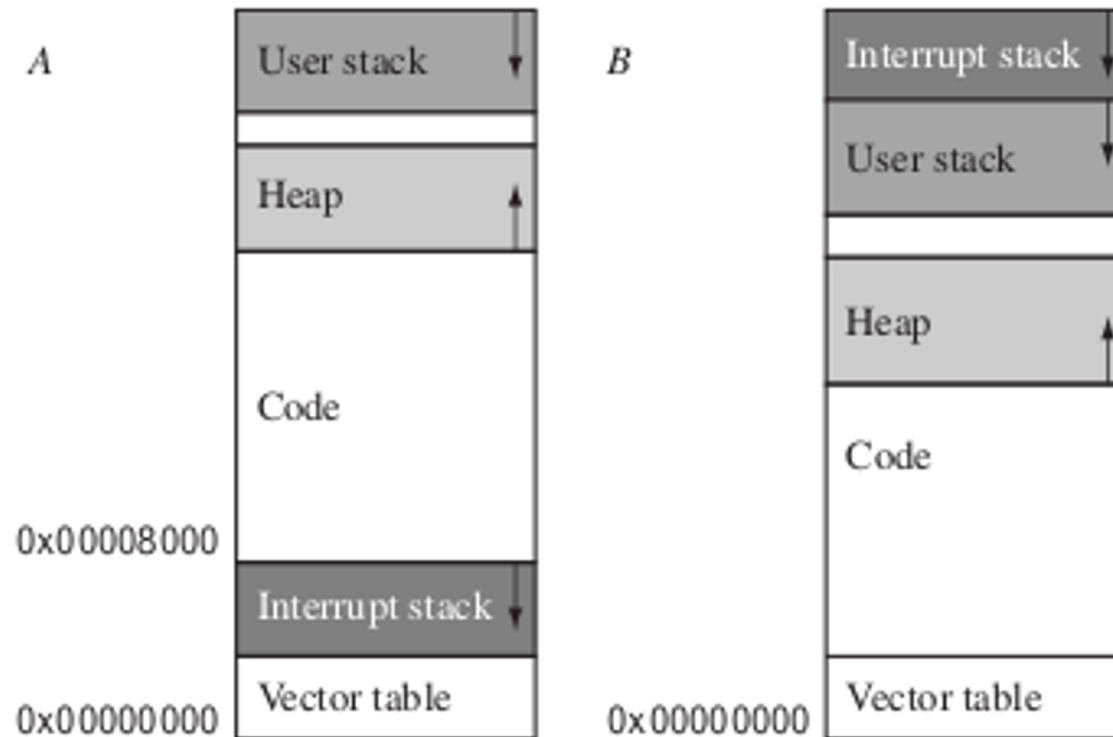 A
User stack
Heap
Code
0x00008000
Interrupt stack
Vector table
0x00000000
B
Interrupt stack
User stack
Heap
Code
Vector table
0x00000000